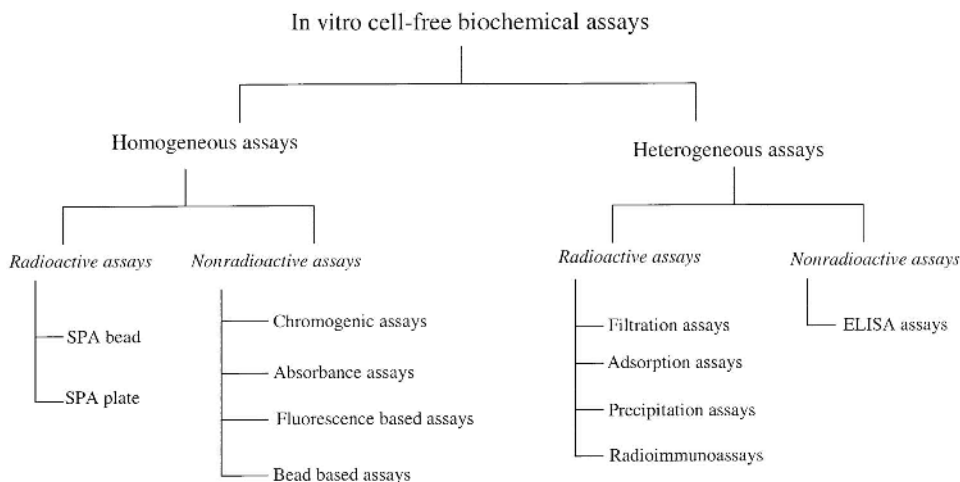 In vitro cell-free biochemical assays
Homogeneous assays
Heterogeneous assays
Radioactive assays
Nonradioactive assays
Radioactive assays
Nonradioactive assays
SPA bead
SPA plate
Chromogenic assays
Absorbance assays
Fluorescence based assays
Bead based assays
Filtration assays
Adsorption assays
Precipitation assays
Radioimmunoassays
ELISA assays